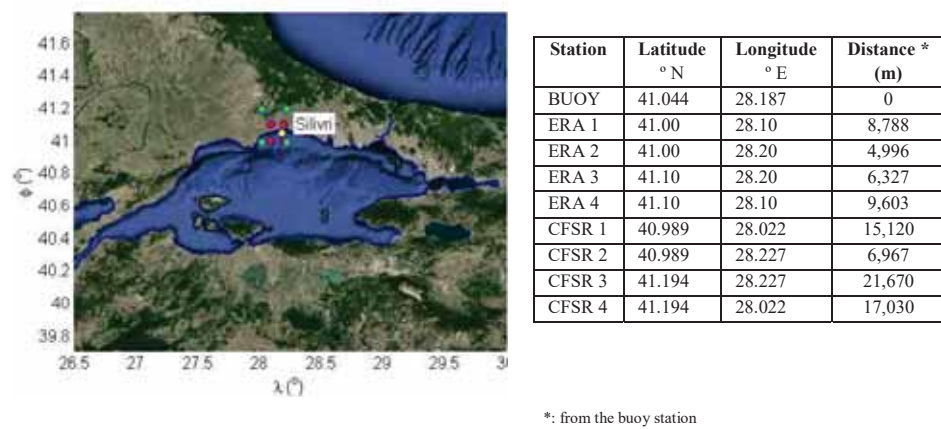 41.6
41.4
41.2
41
40.8
40.6
40.4
40.2
40
39.8
ϕ (°)
Silivri
26.5 27 27.5 28 28.5 29 29.5 3
λ (°)
Station Latitude Longitude Distance *
º N º E (m)
BUOY 41.044 28.187 0
ERA 1 41.00 28.10 8,788
ERA 2 41.00 28.20 4,996
ERA 3 41.10 28.20 6,327
ERA 4 41.10 28.10 9,603
CFSR 1 40.989 28.022 15,120
CFSR 2 40.989 28.227 6,967
CFSR 3 41.194 28.227 21,670
CFSR 4 41.194 28.022 17,030
*: from the buoy station